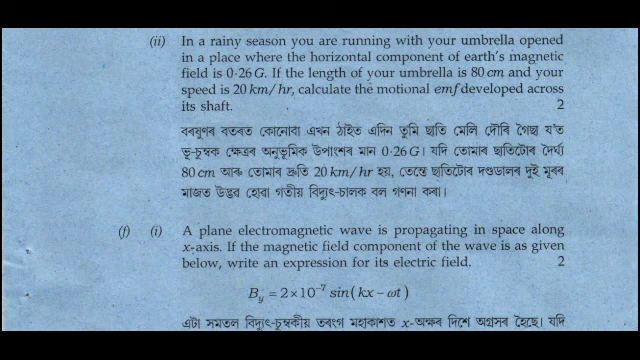 (ii) In a rainy season you are running with your umbrella opened
in a place where the horizontal component of earth's magnetic
field is 0·26 G. If the length of your umbrella is 80 cm and your
speed is 20 km/hr, calculate the motional emf developed across
its shaft. 2
বৰষুণৰ বতৰত কোনোবা এখন ঠাইত এদিন তুমি ছাতি মেলি দৌৰি গৈছা য'ত
ভূ-চুম্বক ক্ষেত্ৰৰ অনুভূমিক উপাংশৰ মান 0·26 G। যদি তোমাৰ ছাতিটোৰ দৈৰ্ঘ্য
80 cm আৰু তোমাৰ দ্ৰুতি 20 km/hr হয়, তেন্তে ছাতিটোৰ দণ্ডডালৰ দুই মূৰৰ
মাজত উদ্ভৱ হোৱা গতীয় বিদ্যুৎ-চালক বল গণনা কৰা।
(f) (i) A plane electromagnetic wave is propagating in space along
x-axis. If the magnetic field component of the wave is as given
below, write an expression for its electric field. 2
B_y = 2×10⁻⁷ sin(kx − ωt)
এটা সমতল বিদ্যুৎ-চুম্বকীয় তৰংগ মহাকাশত x-অক্ষৰ দিশে অগ্ৰসৰ হৈছে। যদি